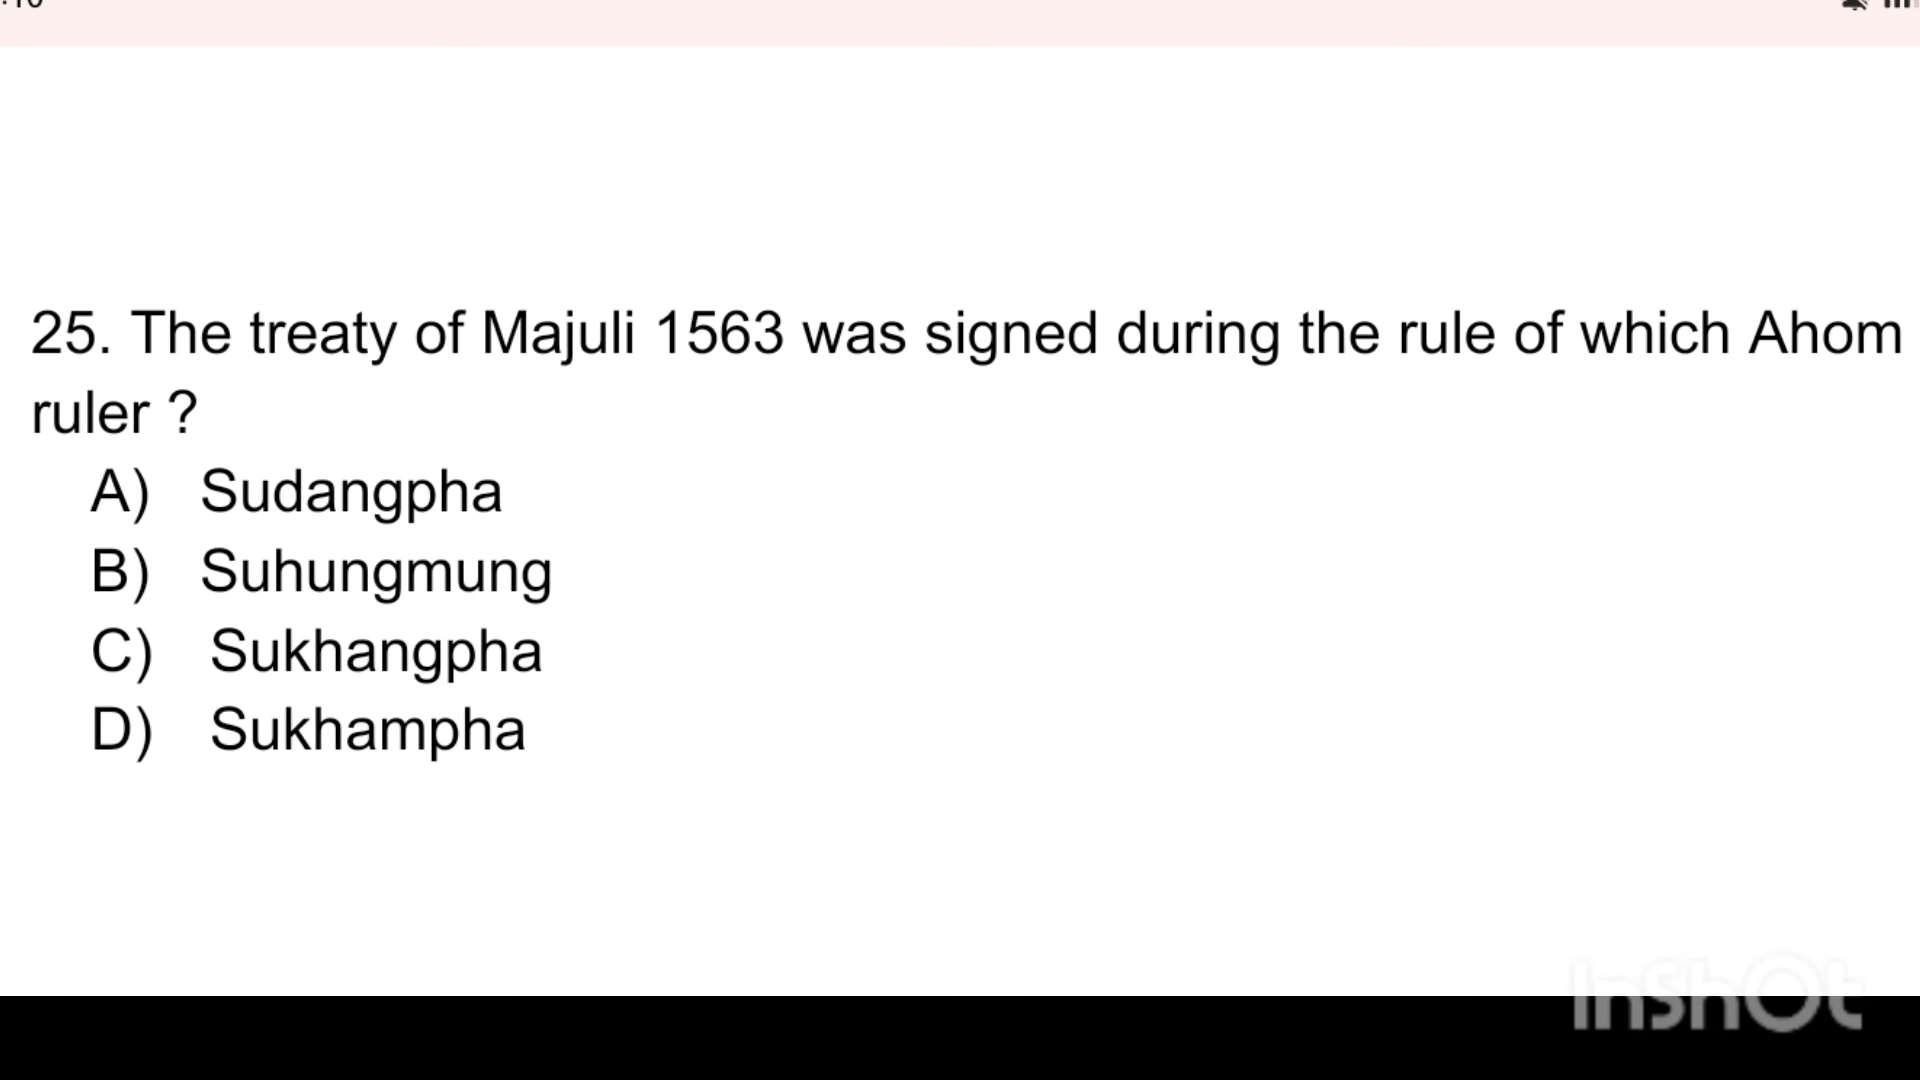 25. The treaty of Majuli 1563 was signed during the rule of which Ahom
ruler ?
A) Sudangpha
B) Suhungmung
C) Sukhangpha
D) Sukhampha
InShOt